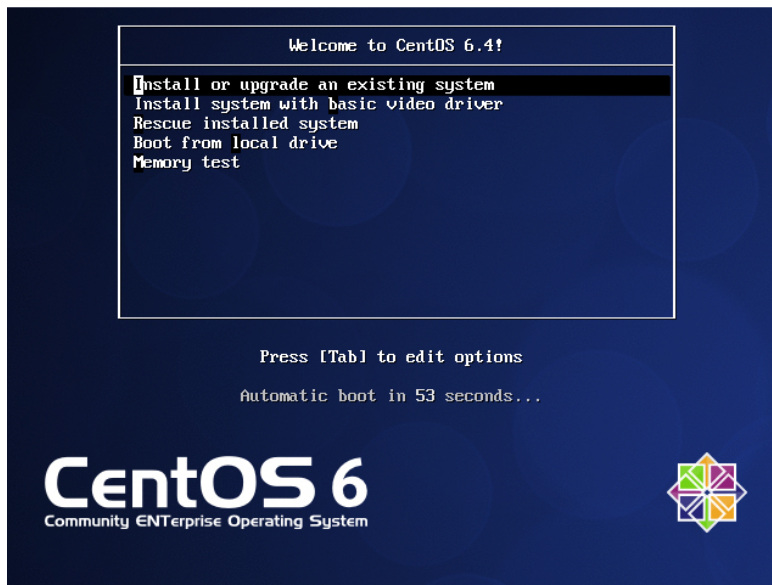 Welcome to CentOS 6.4!
Install or upgrade an existing system
Install system with basic video driver
Rescue installed system
Boot from local drive
Memory test
Press [Tab] to edit options
Automatic boot in 53 seconds...
CentOS 6
Community ENTerprise Operating System